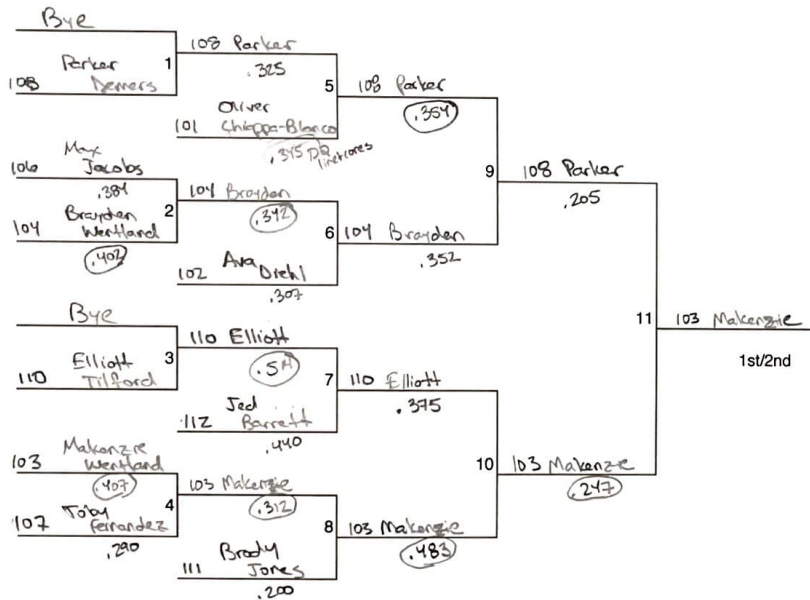 Bye
Parker
108 Demers
1
108 Parker
.325
Oliver
101 Chiappa-Blanco
.345 DQ
5
108 Parker
.354
Max
106 Jacobs
.384
Brayden
104 Wentland
.402
2
104 Brayden
.342
Ava
102 Diehl
.307
6
104 Brayden
.352
9
108 Parker
.205
Bye
Elliott
110 Tilford
3
110 Elliott
Jed
112 Barrett
.440
7
110 Elliott
.375
Makenzie
103 Wentland
.407
Toby
107 Fernandez
.290
4
103 Makenzie
.312
Brody
111 Jones
.200
8
103 Makenzie
.483
10
103 Makenzie
.247
11
103 Makenzie
1st/2nd